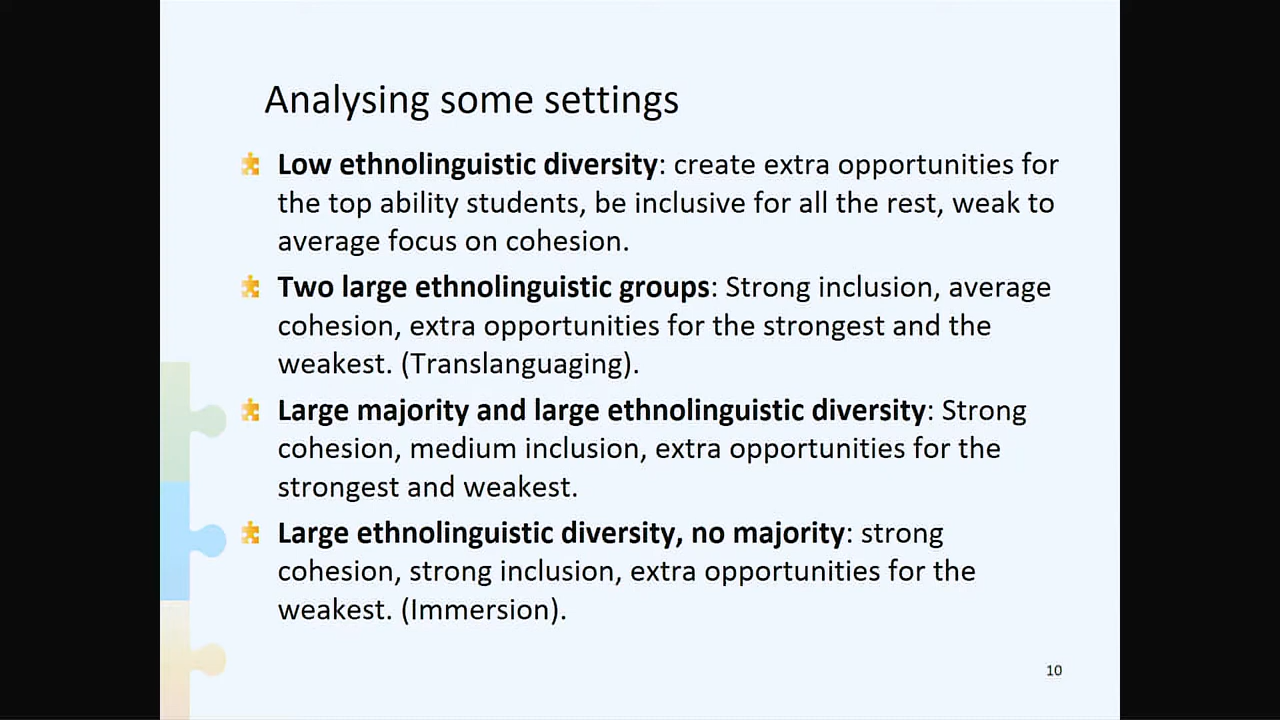 Analysing some settings
Low ethnolinguistic diversity: create extra opportunities for
the top ability students, be inclusive for all the rest, weak to
average focus on cohesion.
Two large ethnolinguistic groups: Strong inclusion, average
cohesion, extra opportunities for the strongest and the
weakest. (Translanguaging).
Large majority and large ethnolinguistic diversity: Strong
cohesion, medium inclusion, extra opportunities for the
strongest and weakest.
Large ethnolinguistic diversity, no majority: strong
cohesion, strong inclusion, extra opportunities for the
weakest. (Immersion).
10